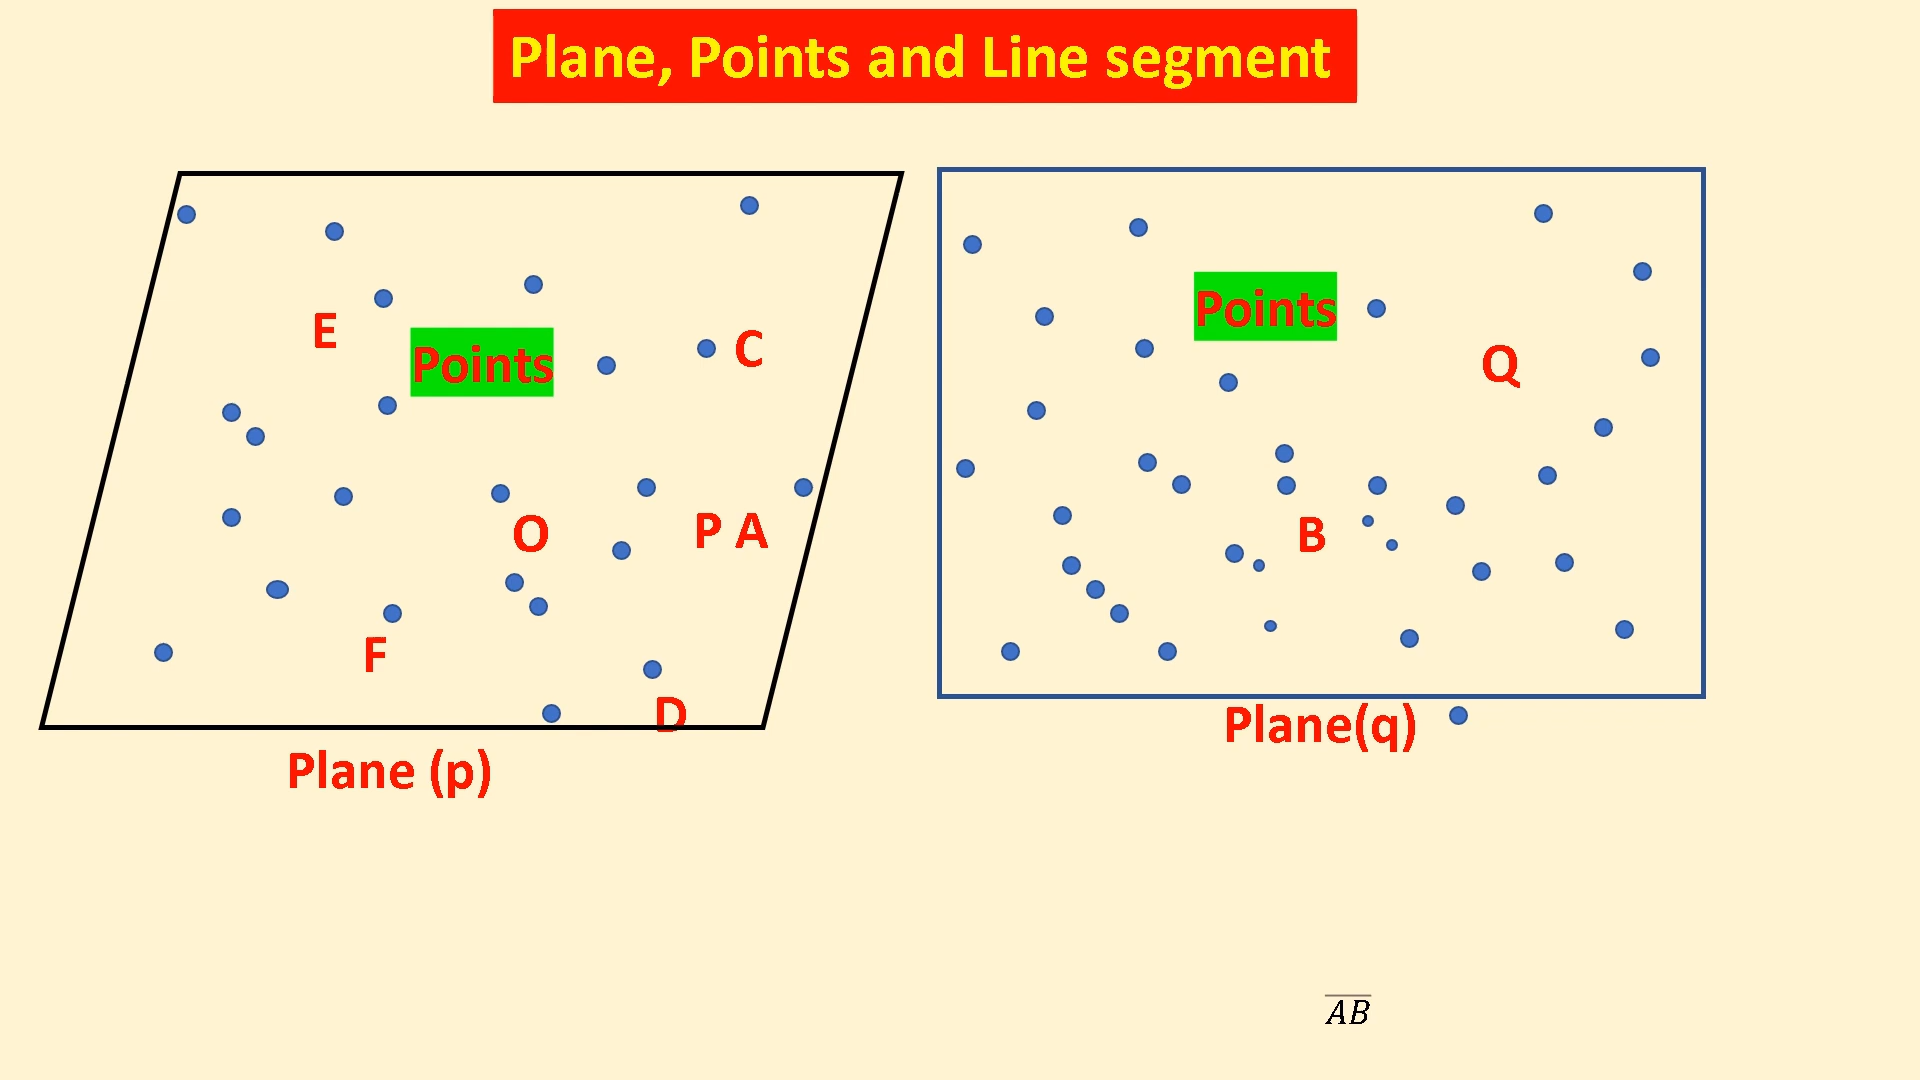 Plane, Points and Line segment
E
Points
C
O
P A
F
D
Plane (p)
Points
Q
B
Plane(q)
AB